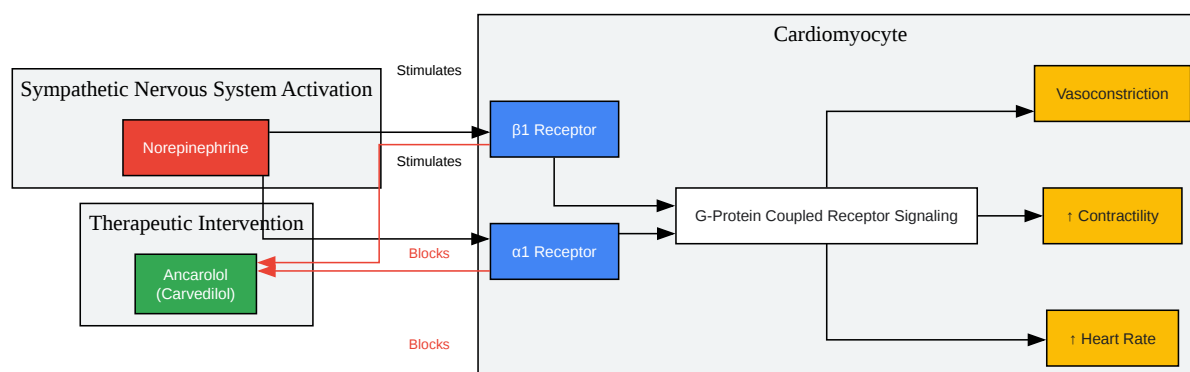 Cardiomyocyte
Stimulates
Sympathetic Nervous System Activation
Vasoconstriction
β1 Receptor
Norepinephrine
Stimulates
Therapeutic Intervention
G-Protein Coupled Receptor Signaling
↑ Contractility
α1 Receptor
Blocks
Ancarolol
(Carvedilol)
Blocks
↑ Heart Rate